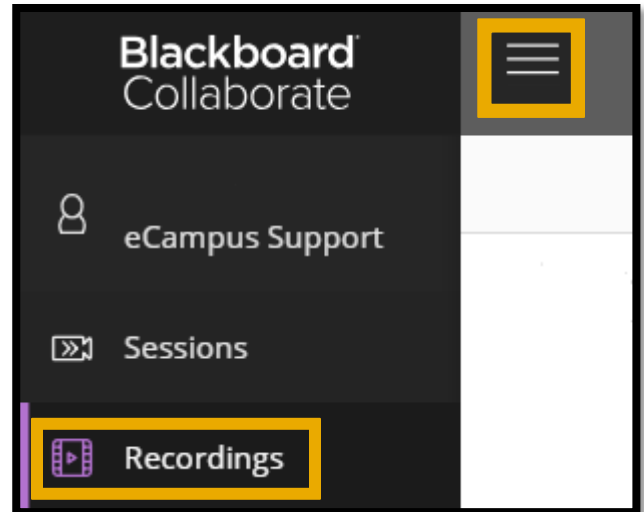 Blackboard
Collaborate
eCampus Support
Sessions
Recordings